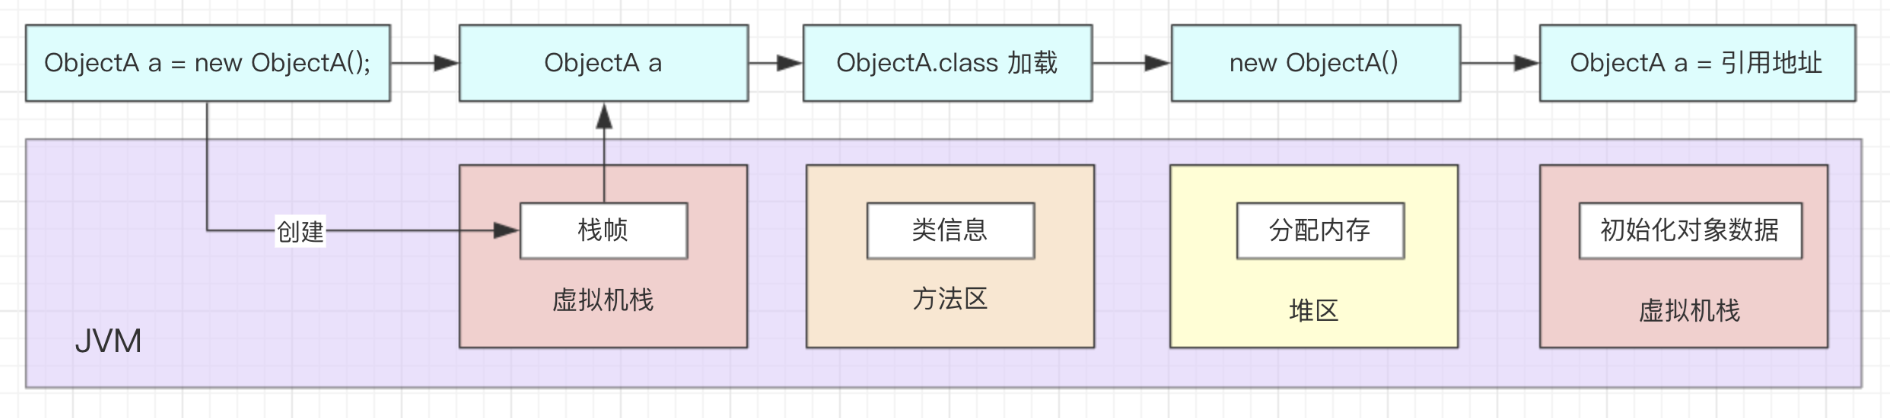 ObjectA a = new ObjectA();
ObjectA a
ObjectA.class 加载
new ObjectA()
ObjectA a = 引用地址
创建
栈帧
类信息
分配内存
初始化对象数据
虚拟机栈
方法区
堆区
虚拟机栈
JVM